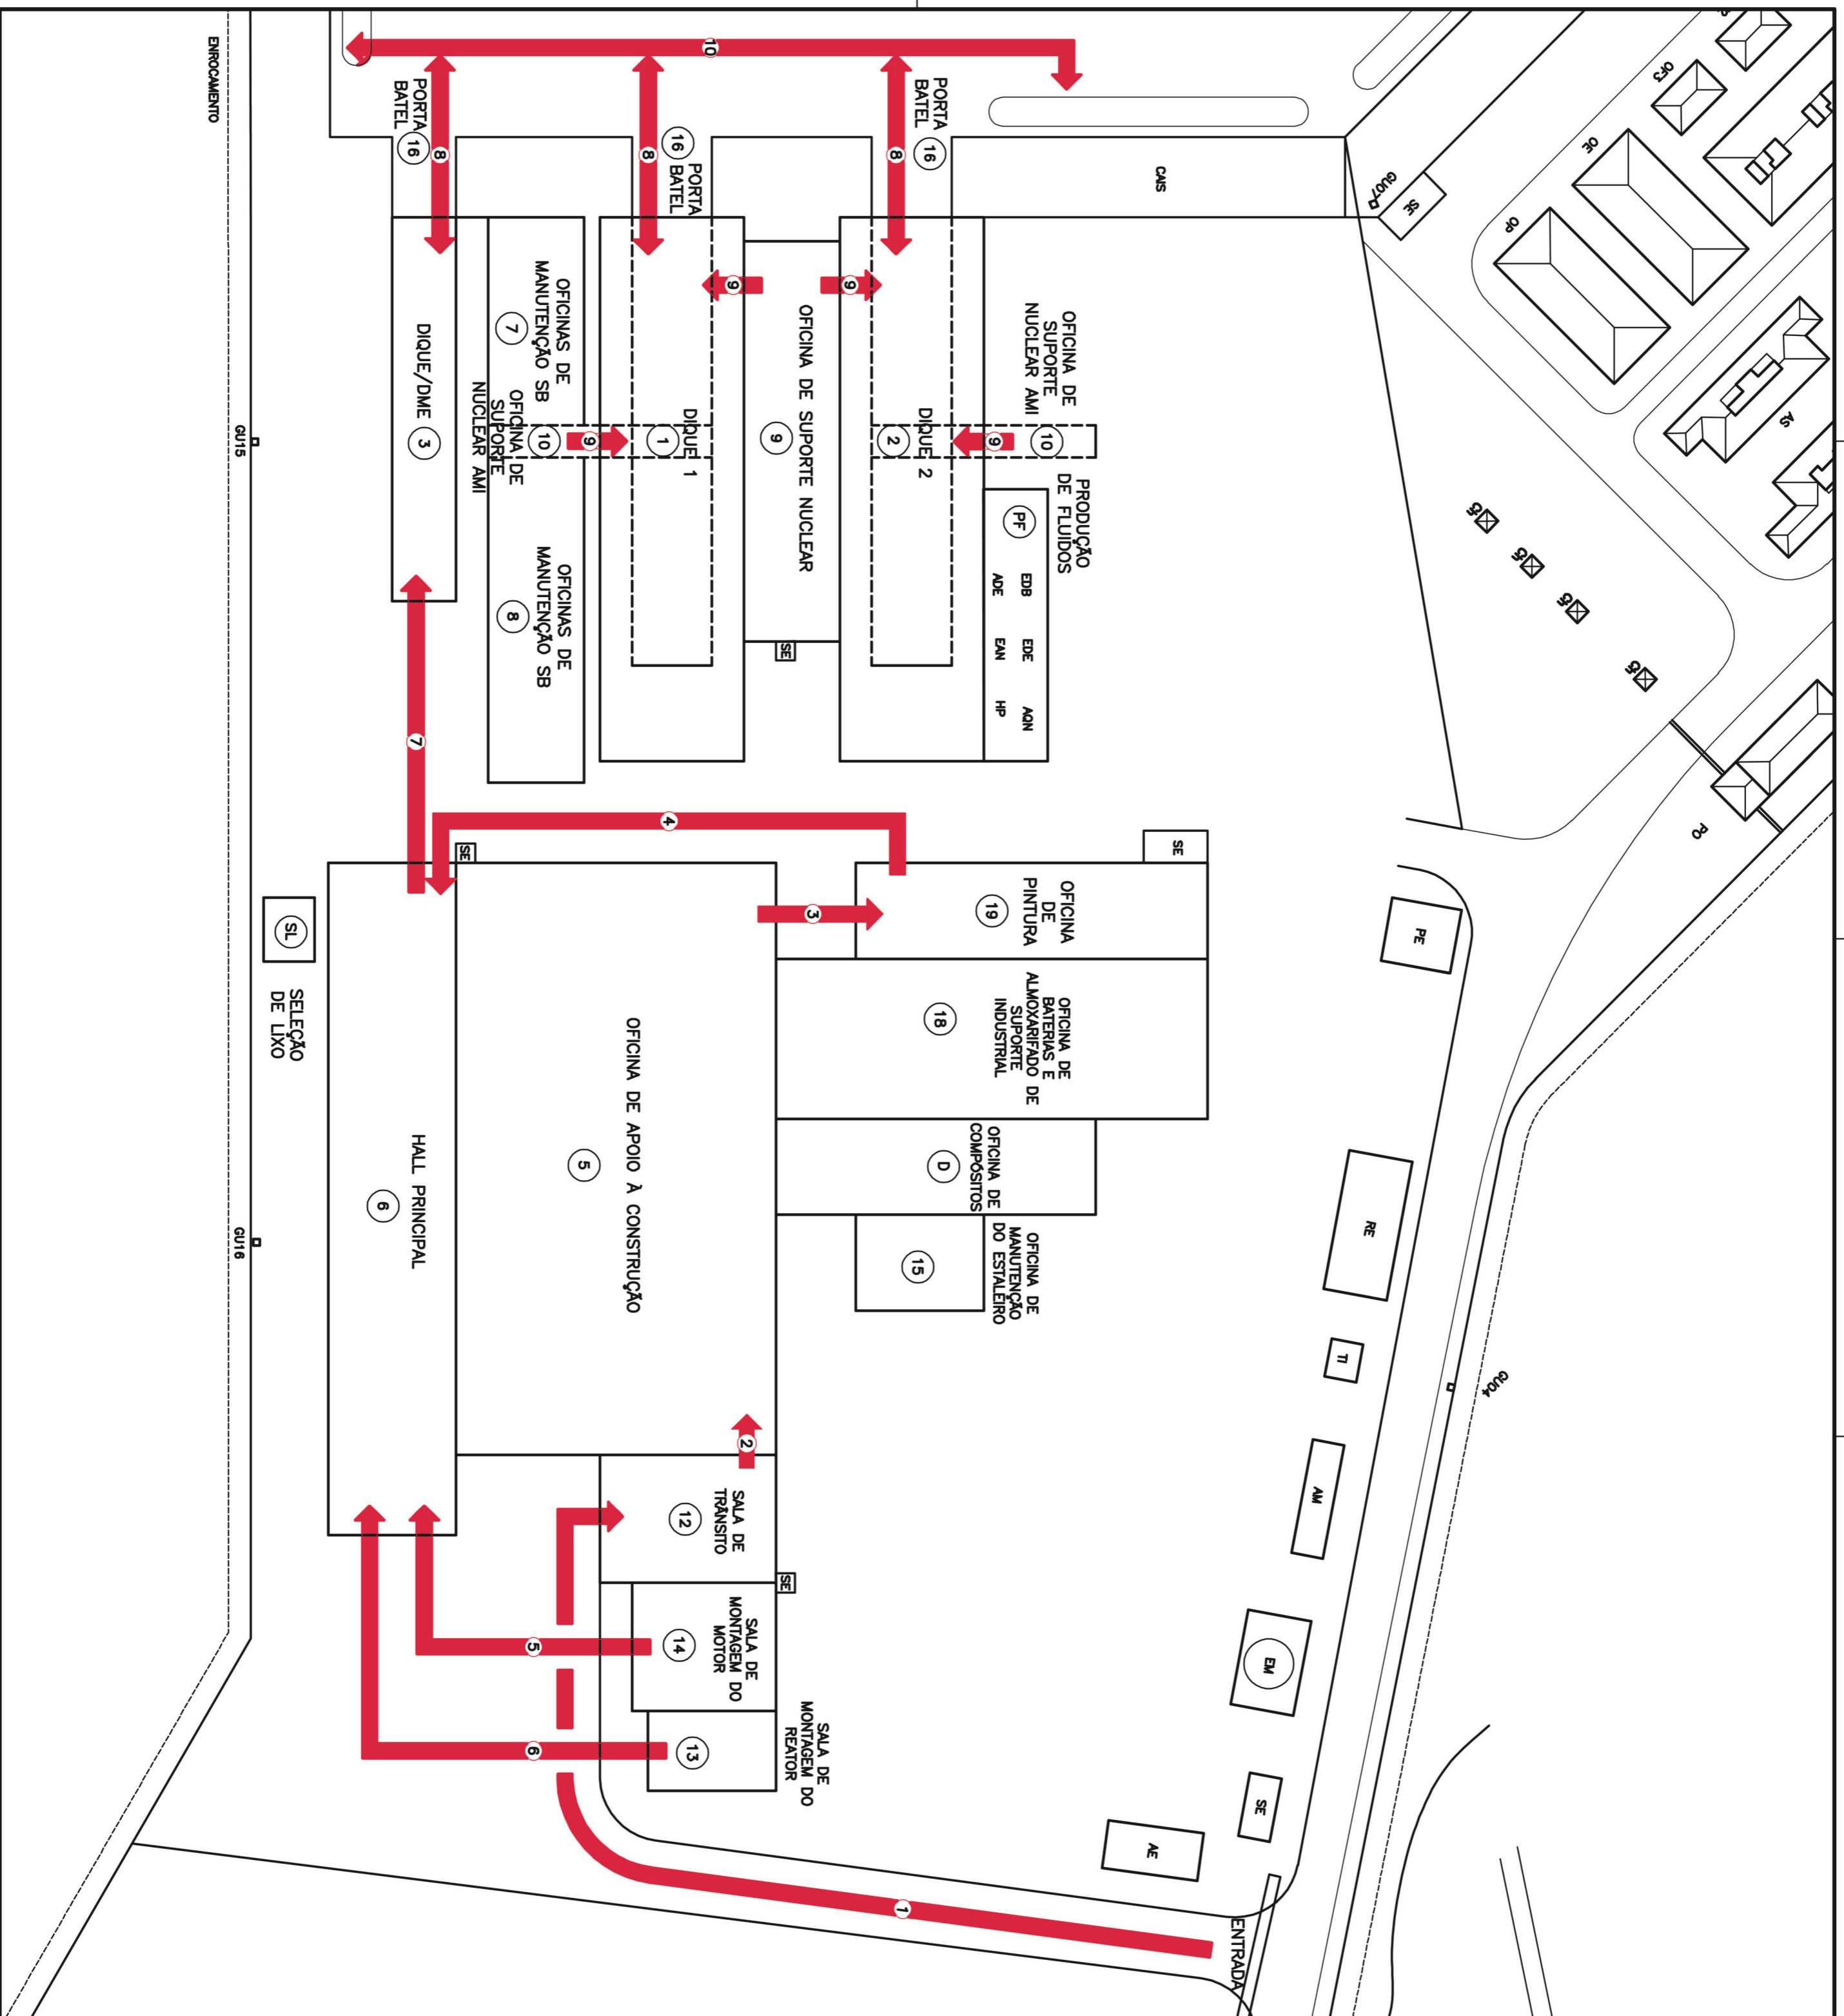 ENROCAMENTO
GU15
GU16
10
PORTA
BATEL
16
8
PORTA
BATEL
16
8
PORTA
BATEL
16
8
CAIS
GU07
SE
OF3
OE
OP
AS
PO
DIQUE/DME
3
OFICINAS DE
MANUTENÇÃO SB
7
OFICINA DE
SUPORTE
NUCLEAR AMI
10
9
OFICINAS DE
MANUTENÇÃO SB
8
DIQUE 1
1
9
OFICINA DE SUPORTE NUCLEAR
9
SE
9
DIQUE 2
2
OFICINA DE
SUPORTE
NUCLEAR AMI
10
9
PRODUÇÃO
DE FLUIDOS
PF
EDB
EDE
AQN
ADE
EAN
HP
7
4
3
SE
SE
OFICINA
DE
PINTURA
19
OFICINA DE
BATERIAS E
ALMOXARIFADO DE
SUPORTE
INDUSTRIAL
18
OFICINA DE
COMPÓSITOS
D
OFICINA DE
MANUTENÇÃO
DO ESTALEIRO
15
SL
SELEÇÃO
DE LIXO
OFICINA DE APOIO À CONSTRUÇÃO
5
HALL PRINCIPAL
6
2
SALA DE
TRÂNSITO
12
SE
SALA DE
MONTAGEM DO
MOTOR
14
5
SALA DE
MONTAGEM DO
REATOR
13
6
1
ENTRADA
PE
RE
TI
GU04
AM
EM
SE
AE